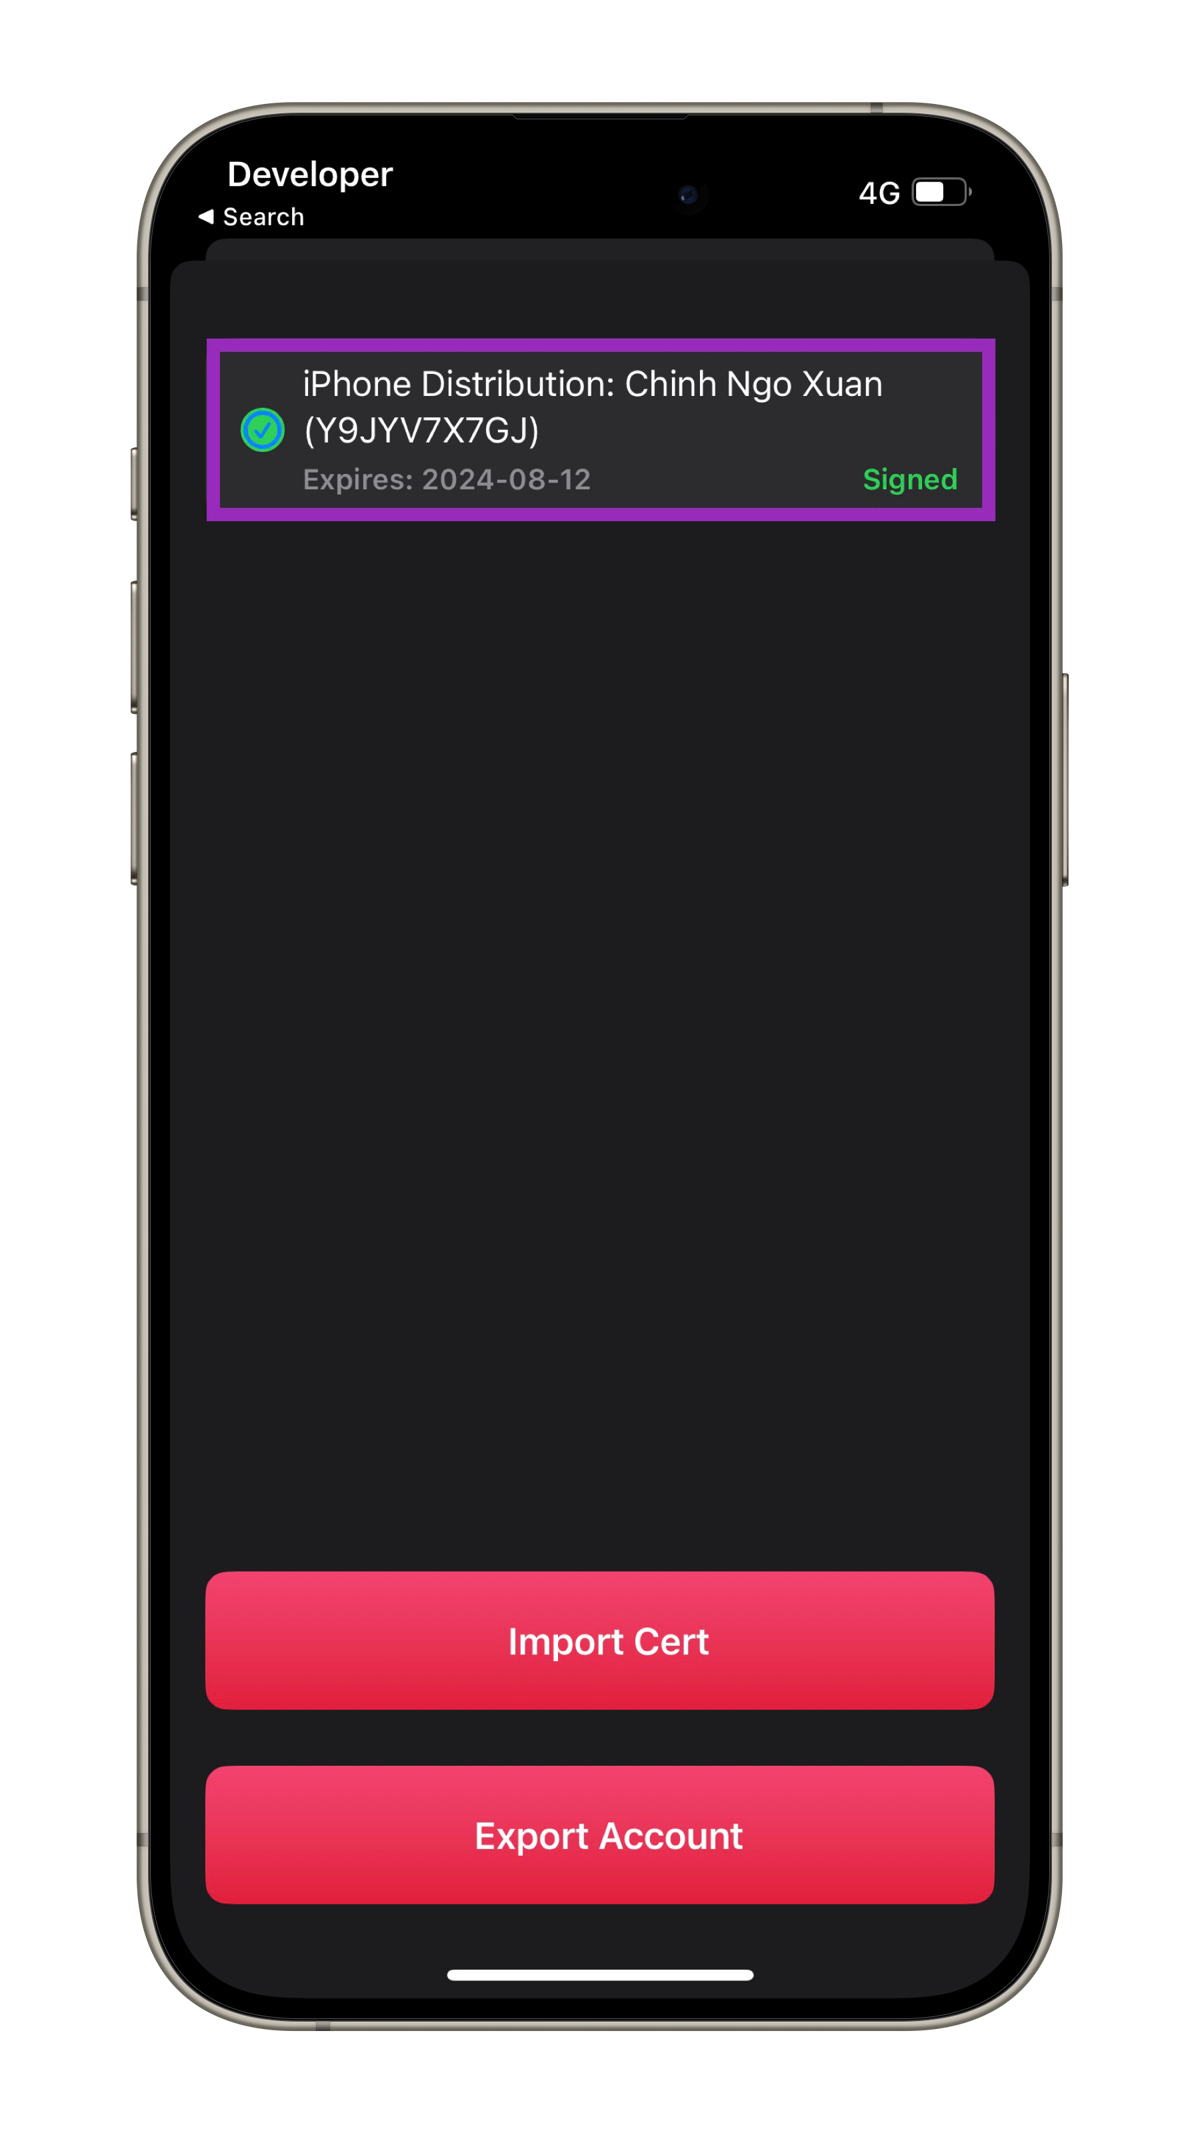 Developer
4G
◀ Search
iPhone Distribution: Chinh Ngo Xuan
(Y9JYV7X7GJ)
Expires: 2024-08-12
Signed
Import Cert
Export Account